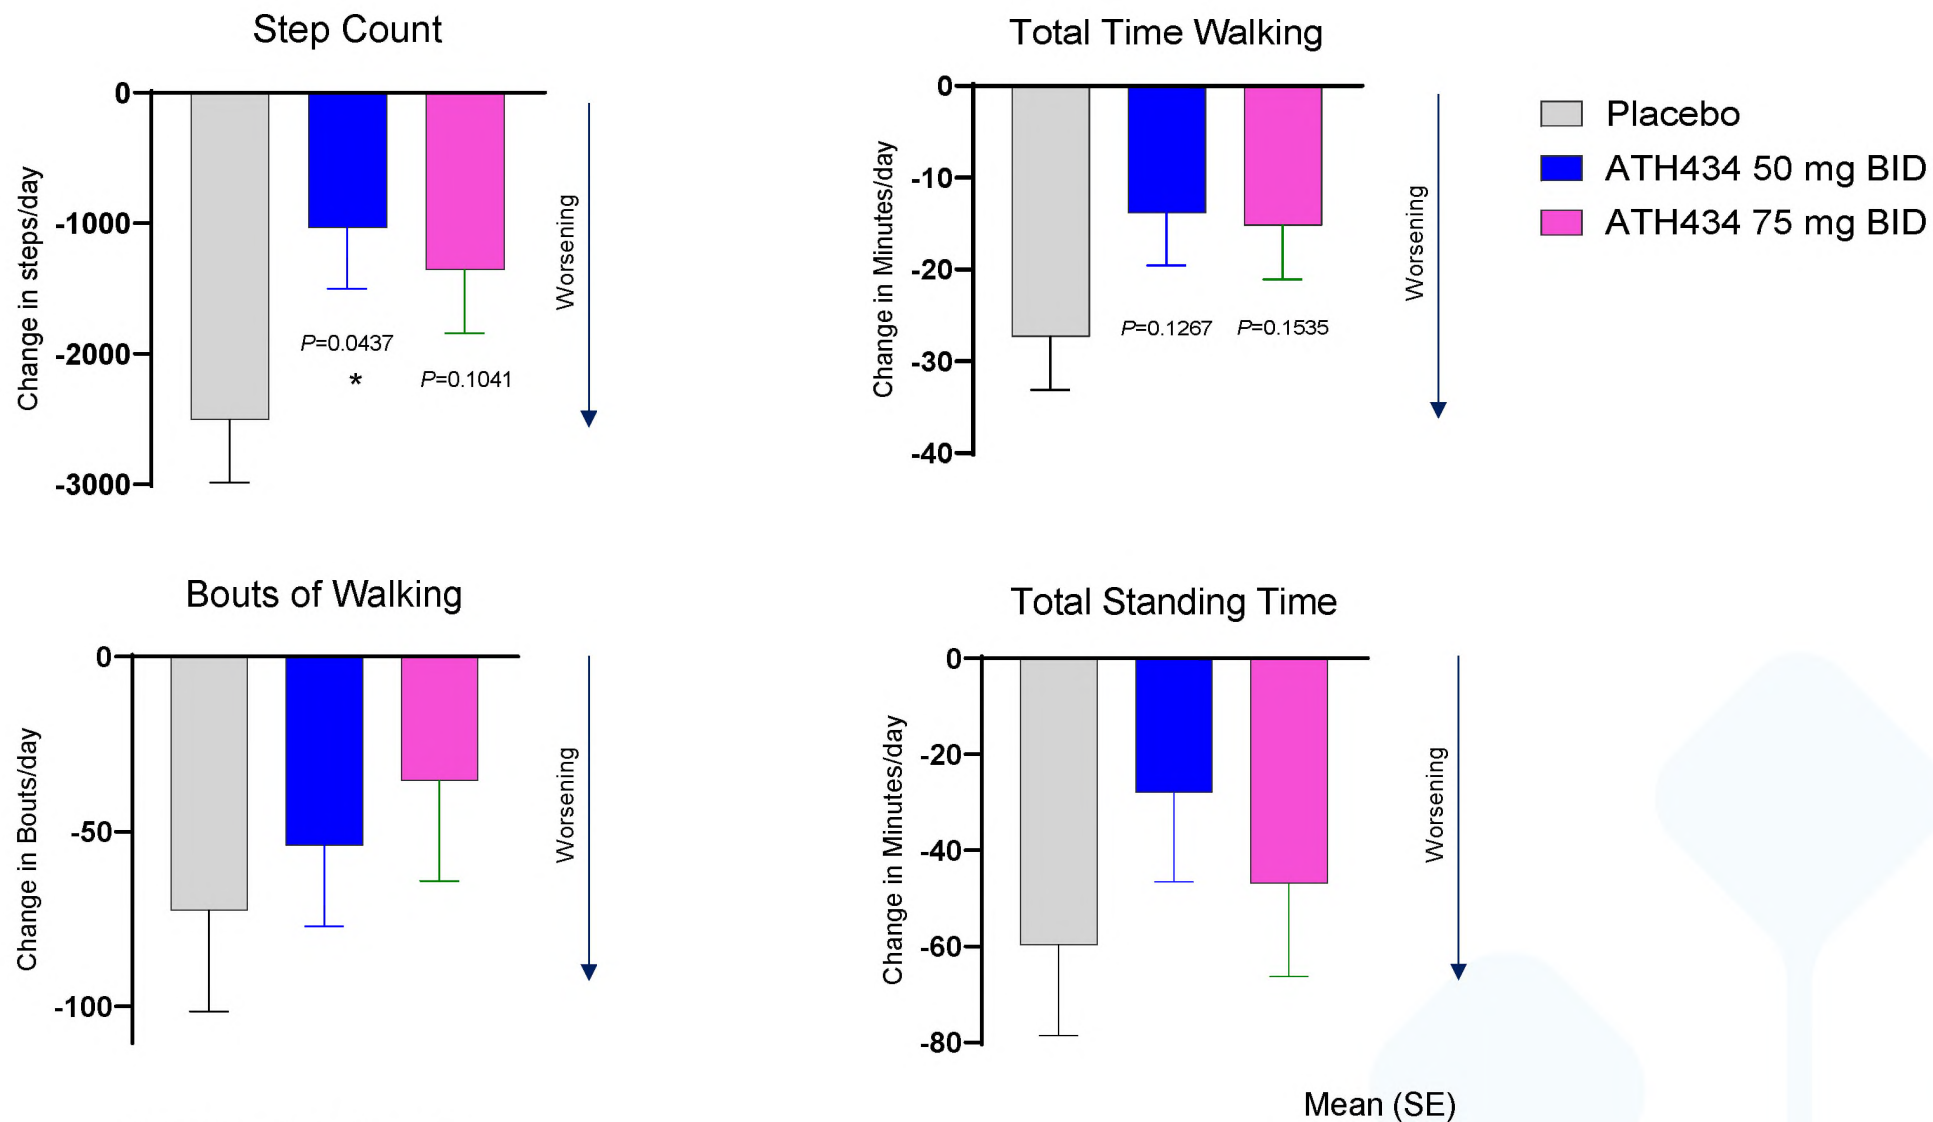 Step Count
0
-1000
-2000
-3000
Change in steps/day
P=0.0437
*
P=0.1041
Worsening
Total Time Walking
0
-10
-20
-30
-40
Change in Minutes/day
P=0.1267
P=0.1535
Worsening
Placebo
ATH434 50 mg BID
ATH434 75 mg BID
Bouts of Walking
0
-50
-100
Change in Bouts/day
Worsening
Total Standing Time
0
-20
-40
-60
-80
Change in Minutes/day
Worsening
Mean (SE)